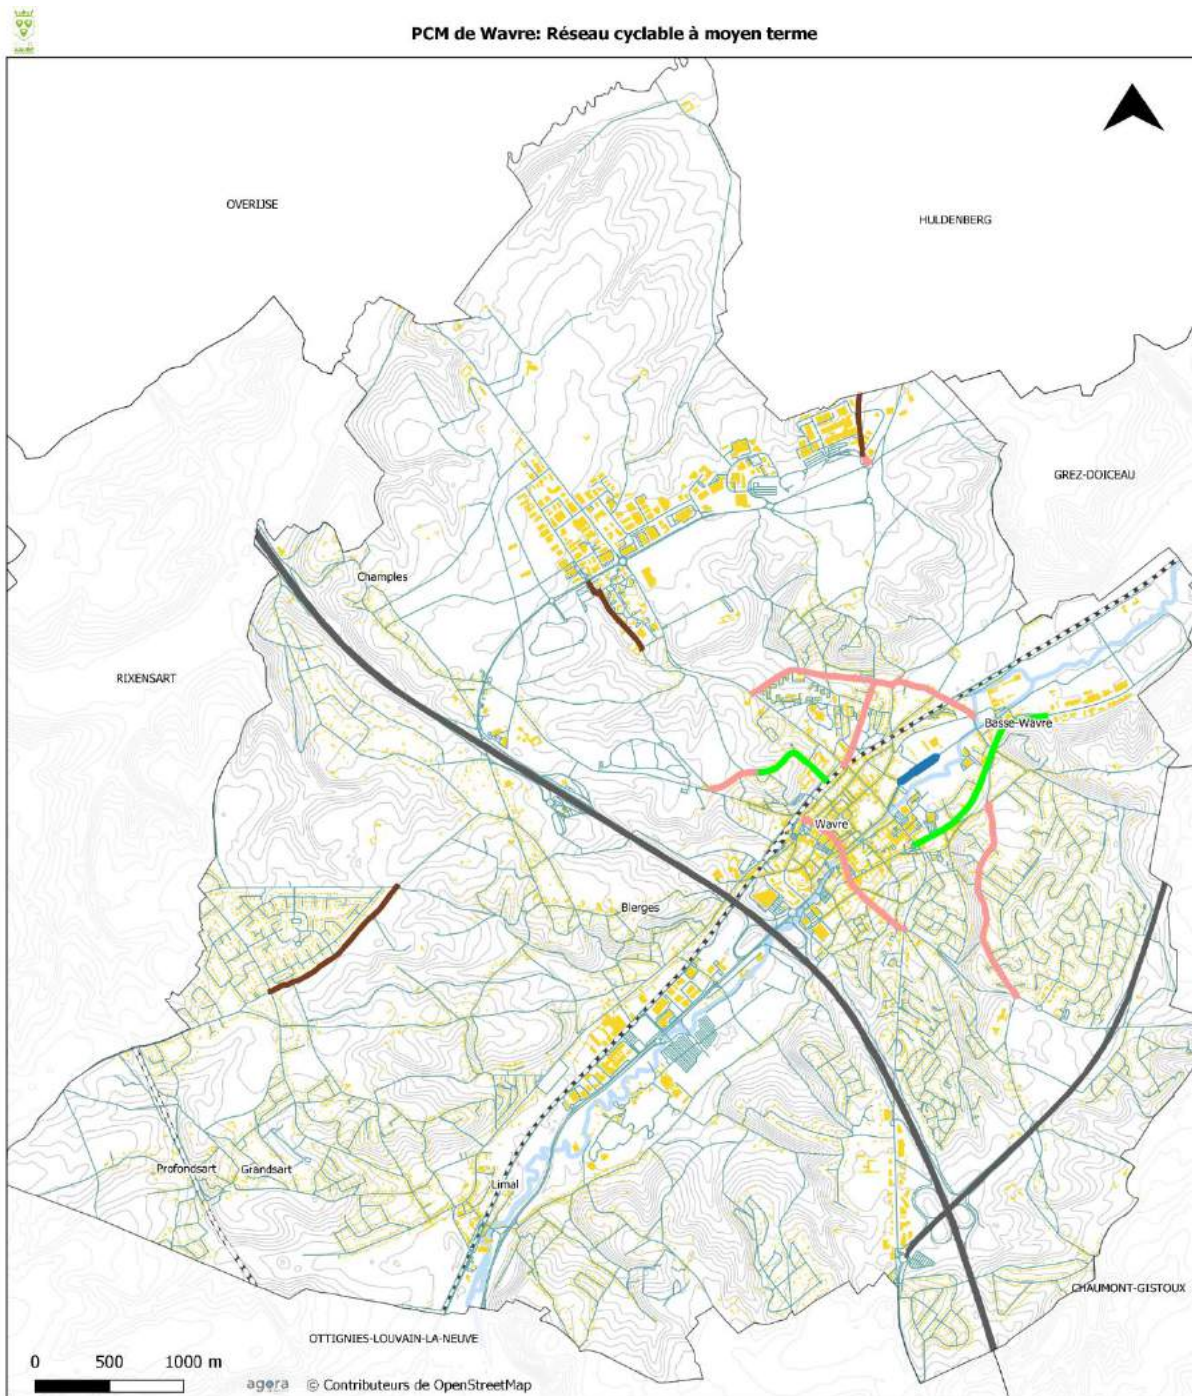 PCM de Wavre: Réseau cyclable à moyen terme
OVERIJSE
HULDENBERG
GREZ-DOICEAU
Champles
RIXENSART
Basse-Wavre
Wavre
Bierges
Profondsart
Grandsart
Limal
CHAUMONT-GISTOUX
OTTIGNIES-LOUVAIN-LA-NEUVE
0 500 1000 m
agora © Contributeurs de OpenStreetMap